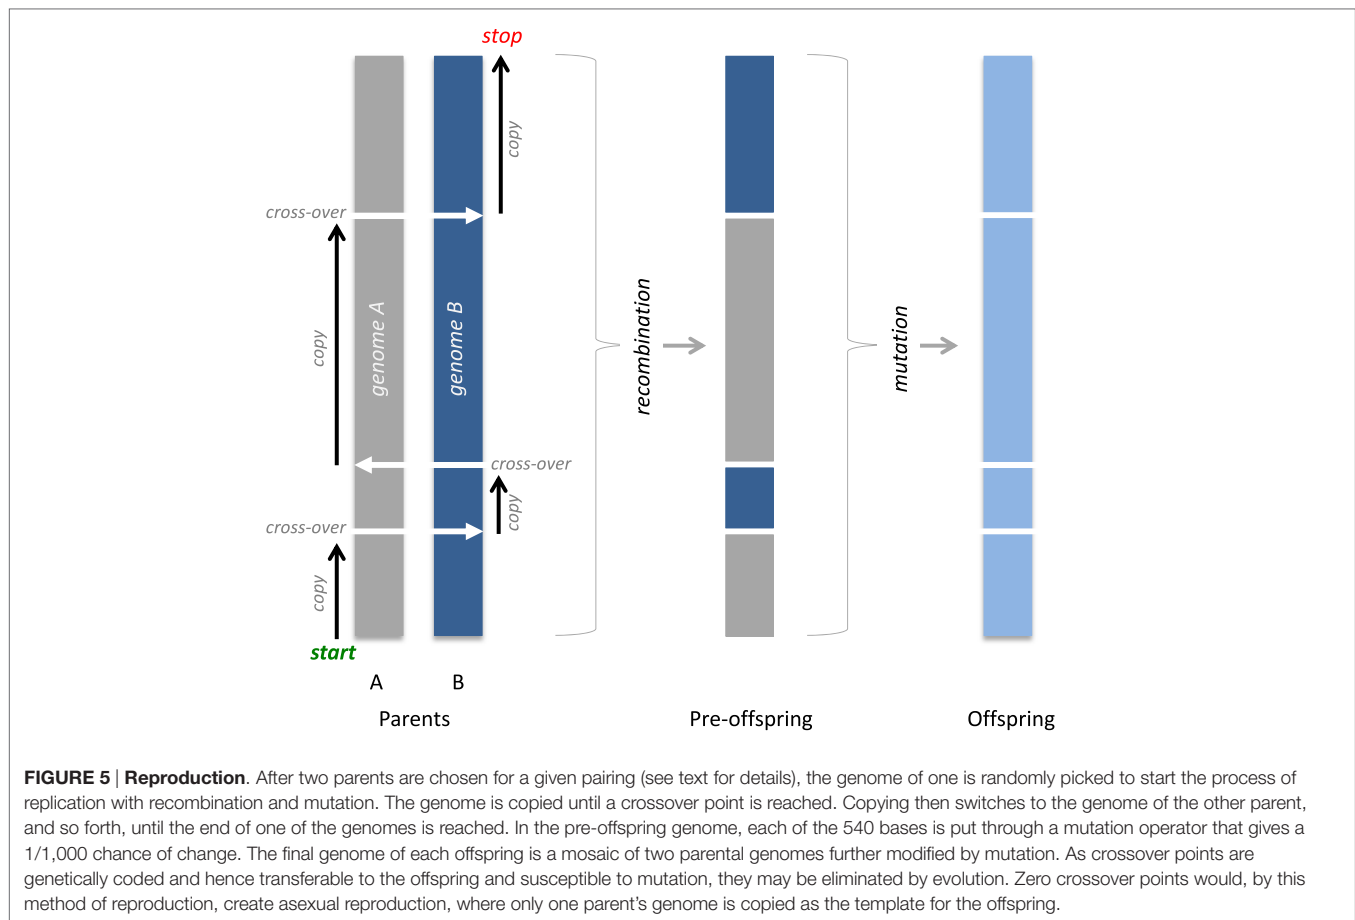 stop
copy
cross-over
genome A
genome B
copy
recombination
mutation
cross-over
copy
cross-over
copy
start
A
B
Parents
Pre-offspring
Offspring
FIGURE 5 | Reproduction. After two parents are chosen for a given pairing (see text for details), the genome of one is randomly picked to start the process of
replication with recombination and mutation. The genome is copied until a crossover point is reached. Copying then switches to the genome of the other parent,
and so forth, until the end of one of the genomes is reached. In the pre-offspring genome, each of the 540 bases is put through a mutation operator that gives a
1/1,000 chance of change. The final genome of each offspring is a mosaic of two parental genomes further modified by mutation. As crossover points are
genetically coded and hence transferable to the offspring and susceptible to mutation, they may be eliminated by evolution. Zero crossover points would, by this
method of reproduction, create asexual reproduction, where only one parent's genome is copied as the template for the offspring.